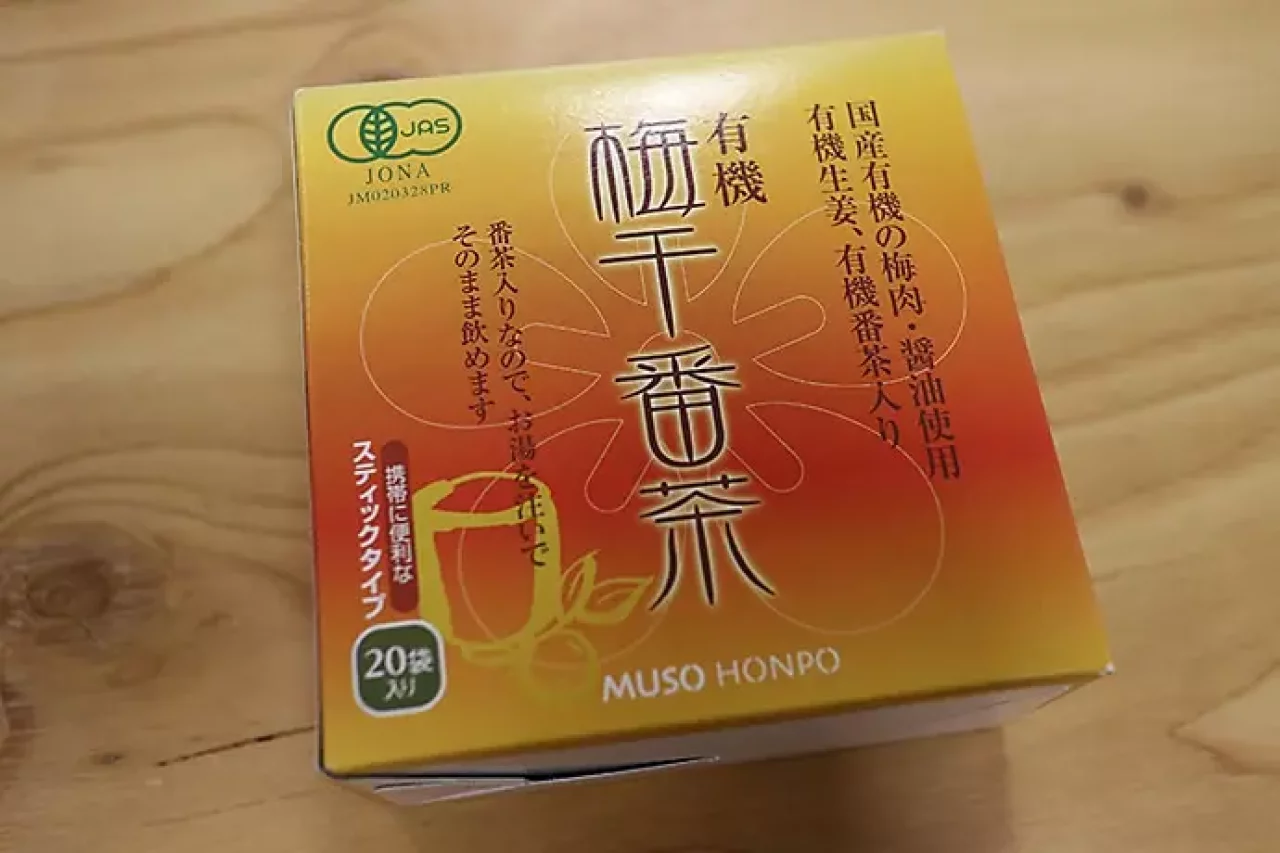 国産有機の梅肉・醤油使用
有機生姜、有機番茶入り
有機
梅干番茶
番茶入りなので、お湯を注いで
そのまま飲めます
携帯に便利な
スティックタイプ
20袋
入り
JAS
JONA
JM020328PR
MUSO HONPO